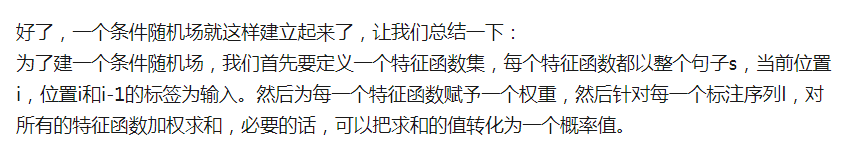 好了，一个条件随机场就这样建立起来了，让我们总结一下：
为了建一个条件随机场，我们首先要定义一个特征函数集，每个特征函数都以整个句子s，当前位置
i，位置i和i-1的标签为输入。然后为每一个特征函数赋予一个权重，然后针对每一个标注序列l，对
所有的特征函数加权求和，必要的话，可以把求和的值转化为一个概率值。